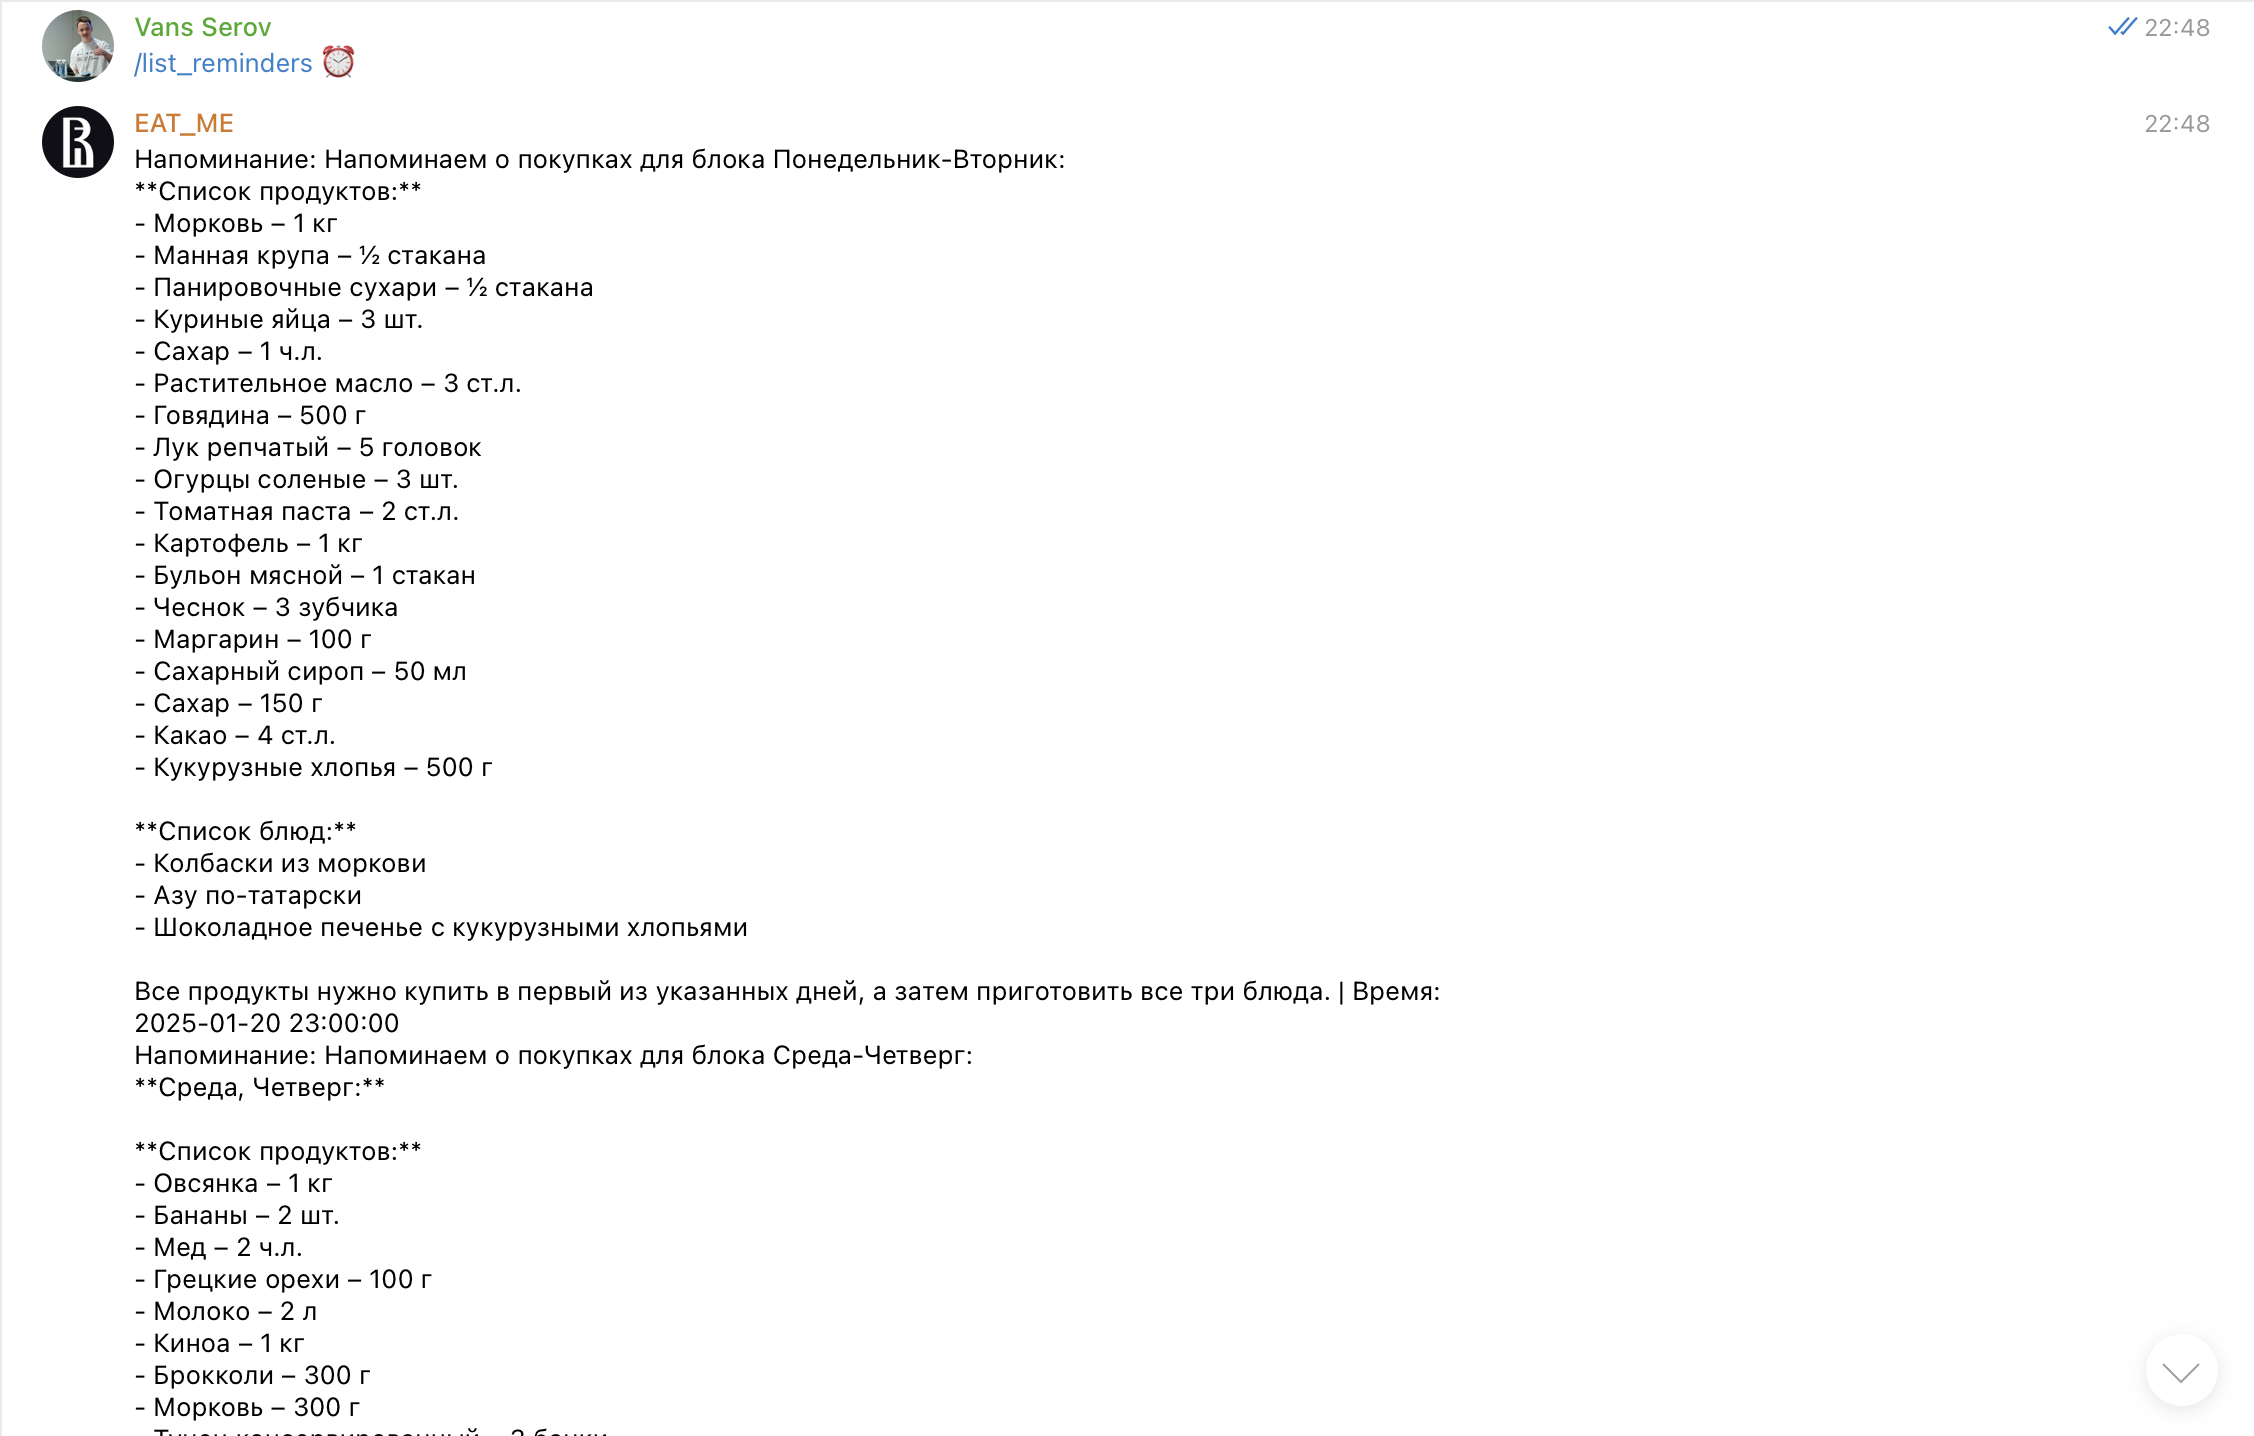 Vans Serov 22:48
/list_reminders ⏰
EAT_ME 22:48
Напоминание: Напоминаем о покупках для блока Понедельник-Вторник:
**Список продуктов:**
- Морковь – 1 кг
- Манная крупа – ½ стакана
- Панировочные сухари – ½ стакана
- Куриные яйца – 3 шт.
- Сахар – 1 ч.л.
- Растительное масло – 3 ст.л.
- Говядина – 500 г
- Лук репчатый – 5 головок
- Огурцы соленые – 3 шт.
- Томатная паста – 2 ст.л.
- Картофель – 1 кг
- Бульон мясной – 1 стакан
- Чеснок – 3 зубчика
- Маргарин – 100 г
- Сахарный сироп – 50 мл
- Сахар – 150 г
- Какао – 4 ст.л.
- Кукурузные хлопья – 500 г
**Список блюд:**
- Колбаски из моркови
- Азу по-татарски
- Шоколадное печенье с кукурузными хлопьями
Все продукты нужно купить в первый из указанных дней, а затем приготовить все три блюда. | Время:
2025-01-20 23:00:00
Напоминание: Напоминаем о покупках для блока Среда-Четверг:
**Среда, Четверг:**
**Список продуктов:**
- Овсянка – 1 кг
- Бананы – 2 шт.
- Мед – 2 ч.л.
- Грецкие орехи – 100 г
- Молоко – 2 л
- Киноа – 1 кг
- Брокколи – 300 г
- Морковь – 300 г